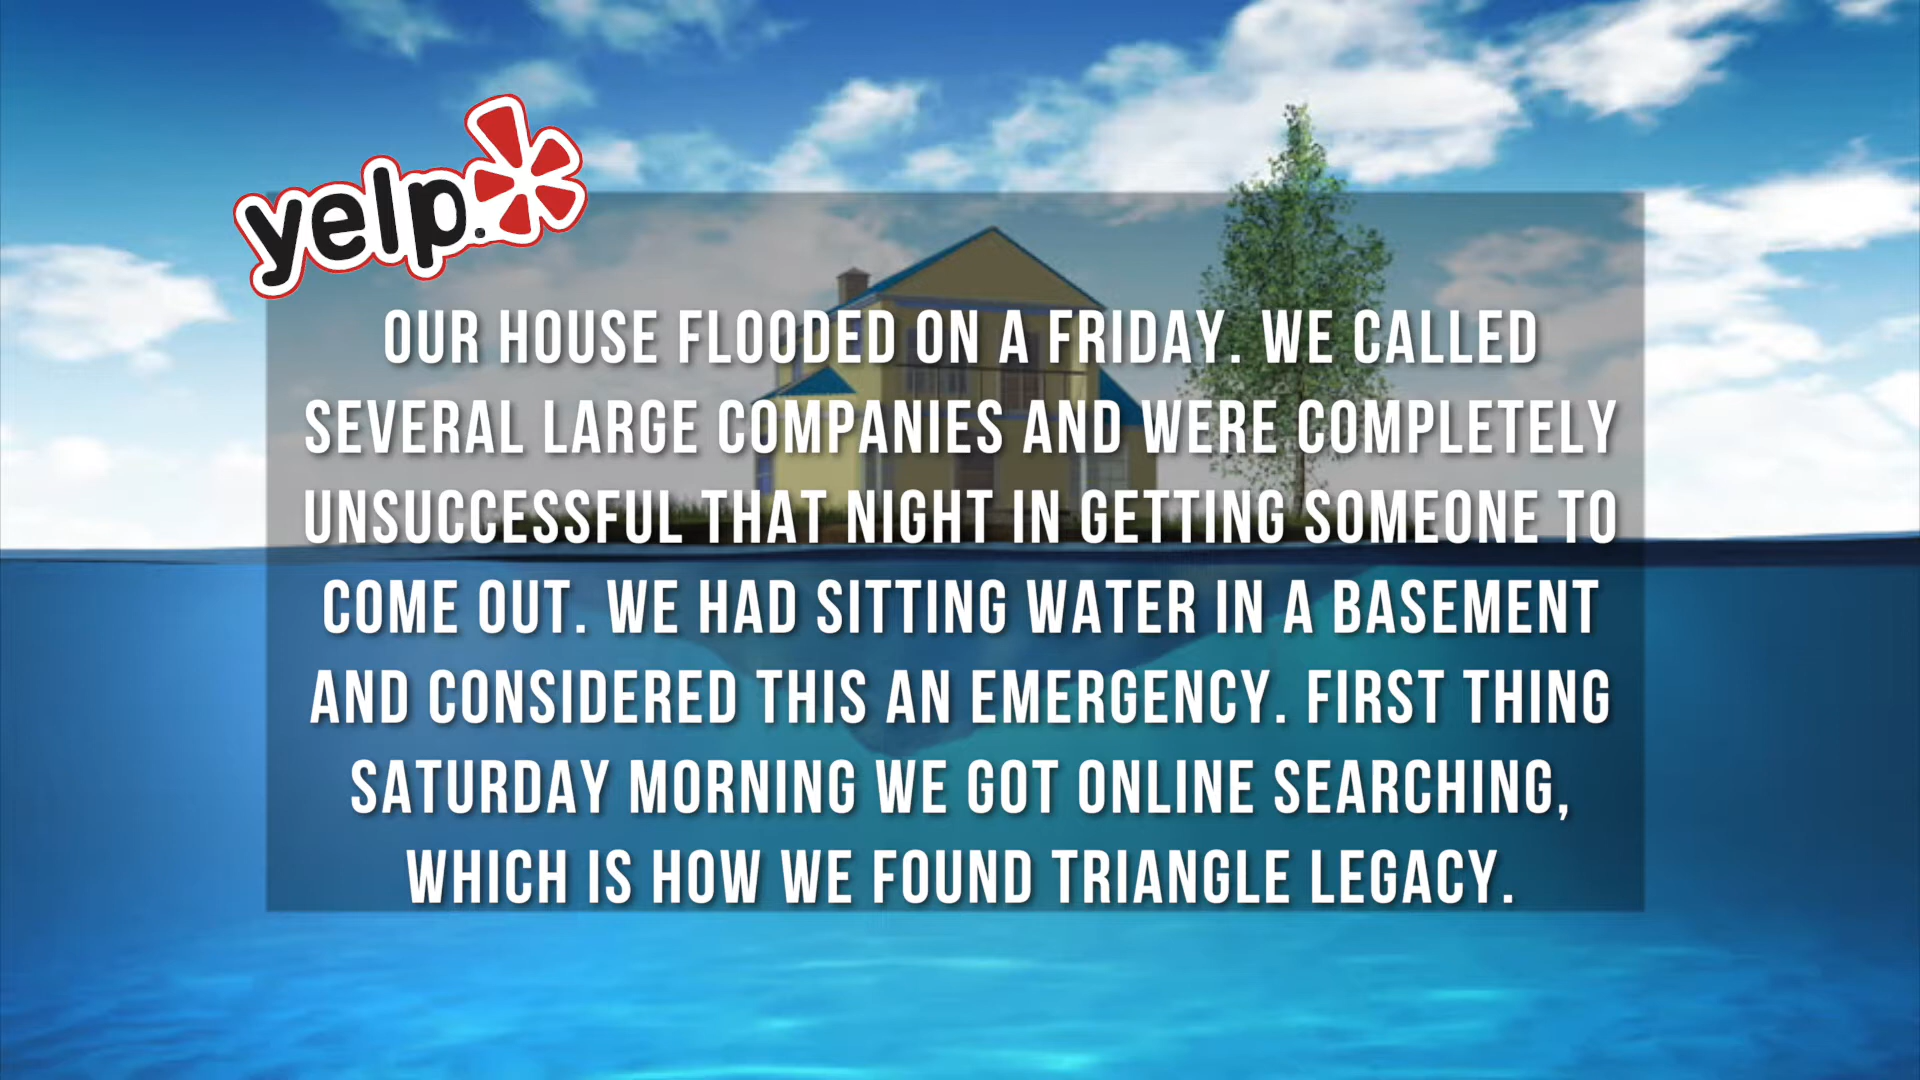 yelp.
OUR HOUSE FLOODED ON A FRIDAY. WE CALLED
SEVERAL LARGE COMPANIES AND WERE COMPLETELY
UNSUCCESSFUL THAT NIGHT IN GETTING SOMEONE TO
COME OUT. WE HAD SITTING WATER IN A BASEMENT
AND CONSIDERED THIS AN EMERGENCY. FIRST THING
SATURDAY MORNING WE GOT ONLINE SEARCHING,
WHICH IS HOW WE FOUND TRIANGLE LEGACY.